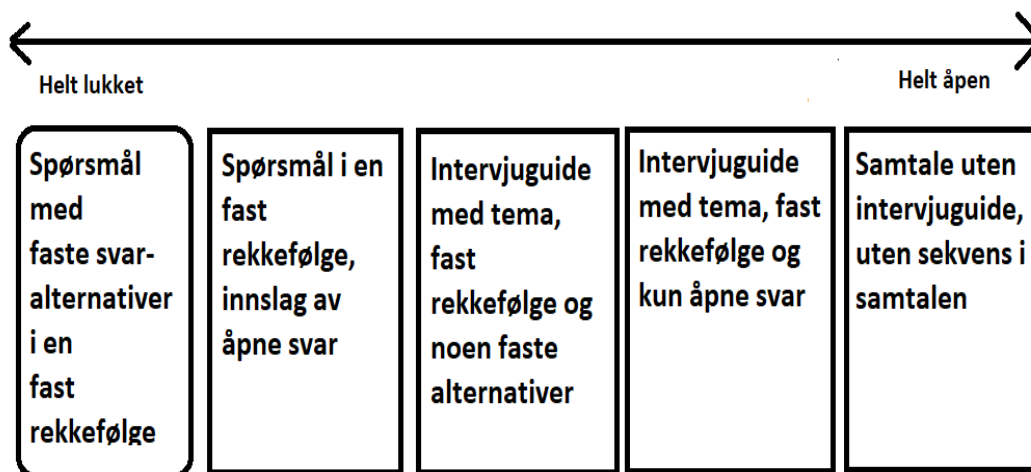 Helt lukket
Helt åpen
Spørsmål
med
faste svar-
alternativer
i en
fast
rekkefølge
Spørsmål i en
fast
rekkefølge,
innslag av
åpne svar
Intervjuguide
med tema,
fast
rekkefølge og
noen faste
alternativer
Intervjuguide
med tema, fast
rekkefølge og
kun åpne svar
Samtale uten
intervjuguide,
uten sekvens i
samtalen